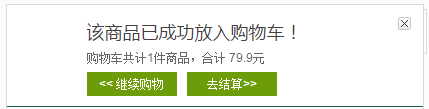 该商品已成功放入购物车！
购物车共计1件商品，合计 79.9元
<< 继续购物 去结算>>